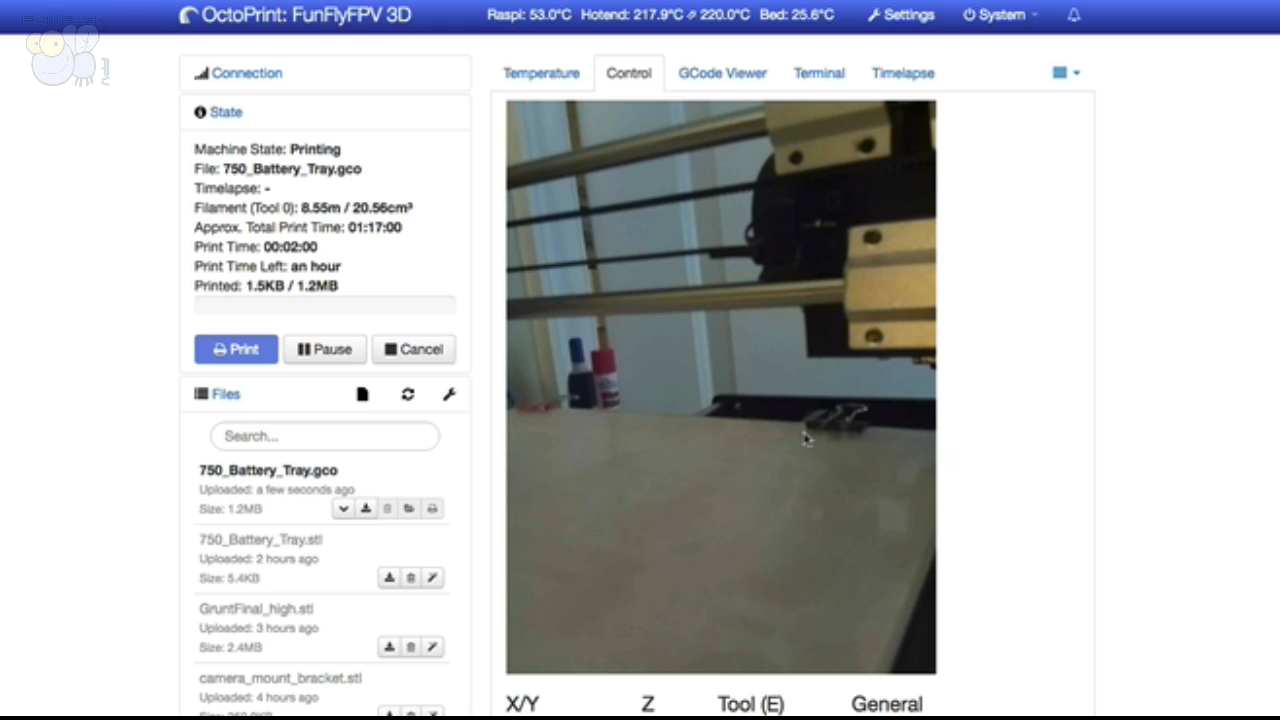 OctoPrint: FunFlyFPV 3D
Raspi: 53.0°C Hotend: 217.9°C ⇗ 220.0°C Bed: 25.6°C
Settings
System
Connection
State
Machine State: Printing
File: 750_Battery_Tray.gco
Timelapse: -
Filament (Tool 0): 8.55m / 20.56cm³
Approx. Total Print Time: 01:17:00
Print Time: 00:02:00
Print Time Left: an hour
Printed: 1.5KB / 1.2MB
Print
Pause
Cancel
Files
Search...
750_Battery_Tray.gco
Uploaded: a few seconds ago
Size: 1.2MB
750_Battery_Tray.stl
Uploaded: 2 hours ago
Size: 5.4KB
GruntFinal_high.stl
Uploaded: 3 hours ago
Size: 2.4MB
camera_mount_bracket.stl
Uploaded: 4 hours ago
Temperature
Control
GCode Viewer
Terminal
Timelapse
X/Y
Z
Tool (E)
General